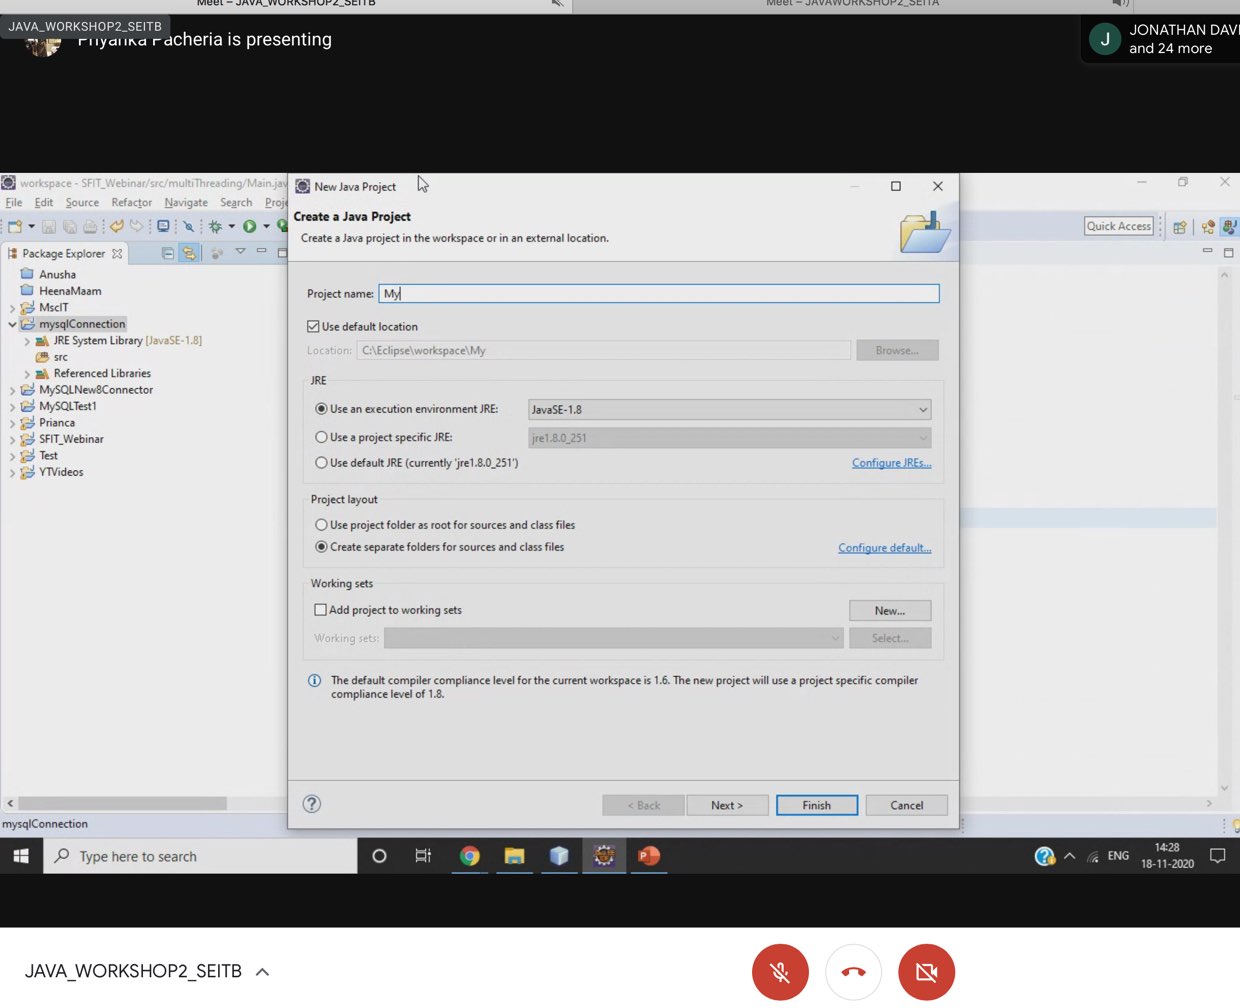 Meet – JAVA_WORKSHOP2_SEITB
Meet – JAVAWORKSHOP2_SEITA
JAVA_WORKSHOP2_SEITB
Priyanka Pacheria is presenting
J
JONATHAN DAVI
and 24 more
workspace - SFIT_Webinar/src/multiThreading/Main.jav
File Edit Source Refactor Navigate Search Proje
Quick Access
Package Explorer
Anusha
HeenaMaam
MscIT
mysqlConnection
JRE System Library [JavaSE-1.8]
src
Referenced Libraries
MySQLNew8Connector
MySQLTest1
Prianca
SFIT_Webinar
Test
YTVideos
mysqlConnection
New Java Project
Create a Java Project
Create a Java project in the workspace or in an external location.
Project name: My
Use default location
Location: C:\Eclipse\workspace\My Browse...
JRE
Use an execution environment JRE: JavaSE-1.8
Use a project specific JRE: jre1.8.0_251
Use default JRE (currently 'jre1.8.0_251') Configure JREs...
Project layout
Use project folder as root for sources and class files
Create separate folders for sources and class files Configure default...
Working sets
Add project to working sets New...
Working sets: Select...
The default compiler compliance level for the current workspace is 1.6. The new project will use a project specific compiler
compliance level of 1.8.
< Back Next > Finish Cancel
Type here to search
ENG
14:28
18-11-2020
JAVA_WORKSHOP2_SEITB